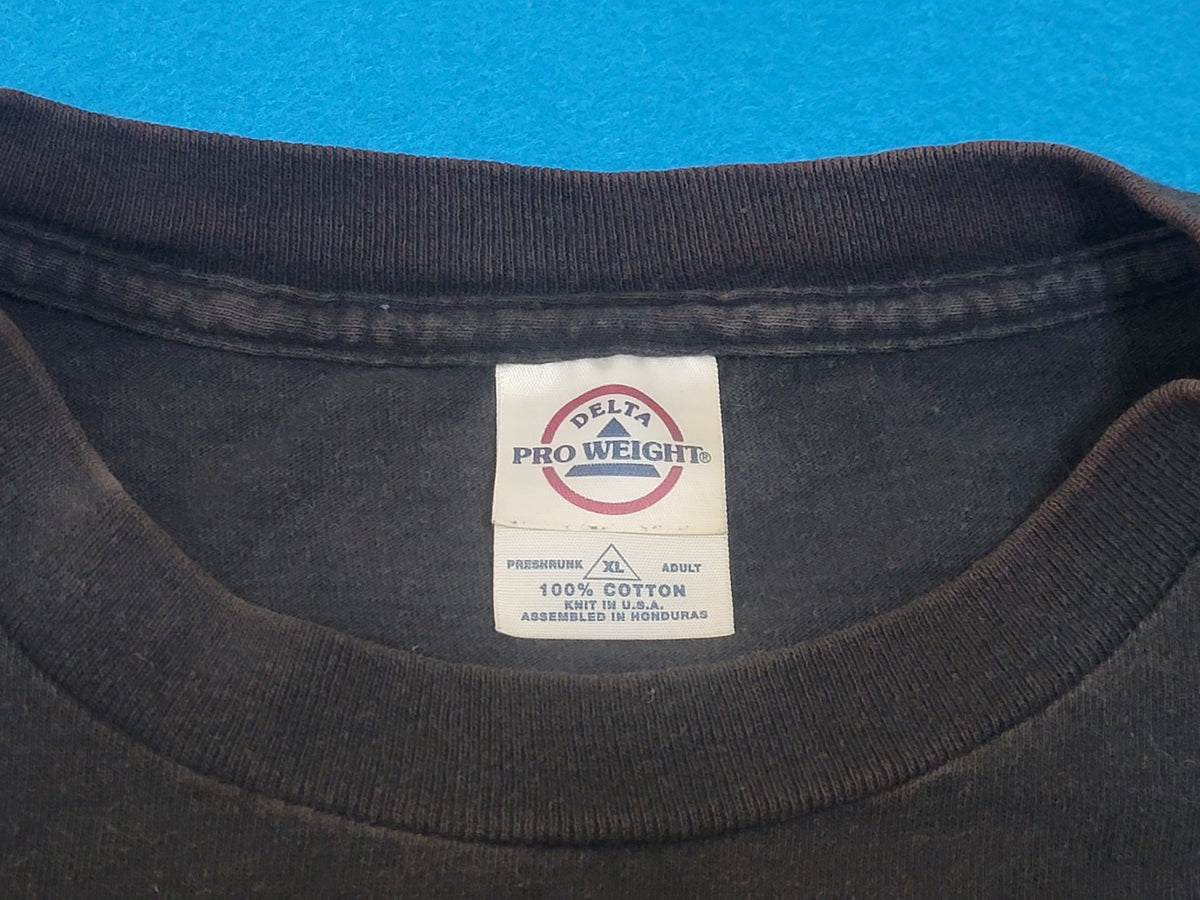 DELTA
PRO WEIGHT®
PRESHRUNK XL ADULT
100% COTTON
KNIT IN U.S.A.
ASSEMBLED IN HONDURAS